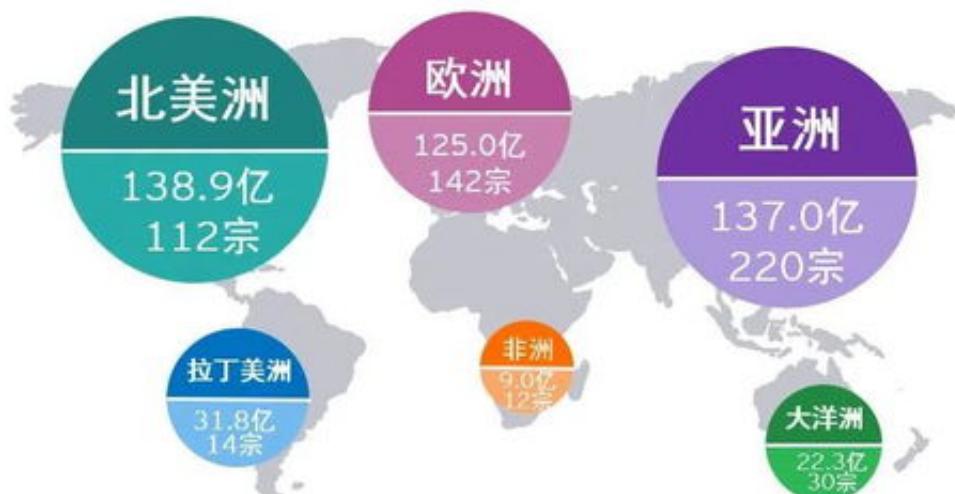 北美洲
138.9亿
112宗
欧洲
125.0亿
142宗
亚洲
137.0亿
220宗
拉丁美洲
31.8亿
14宗
非洲
9.0亿
12宗
大洋洲
22.3亿
30宗